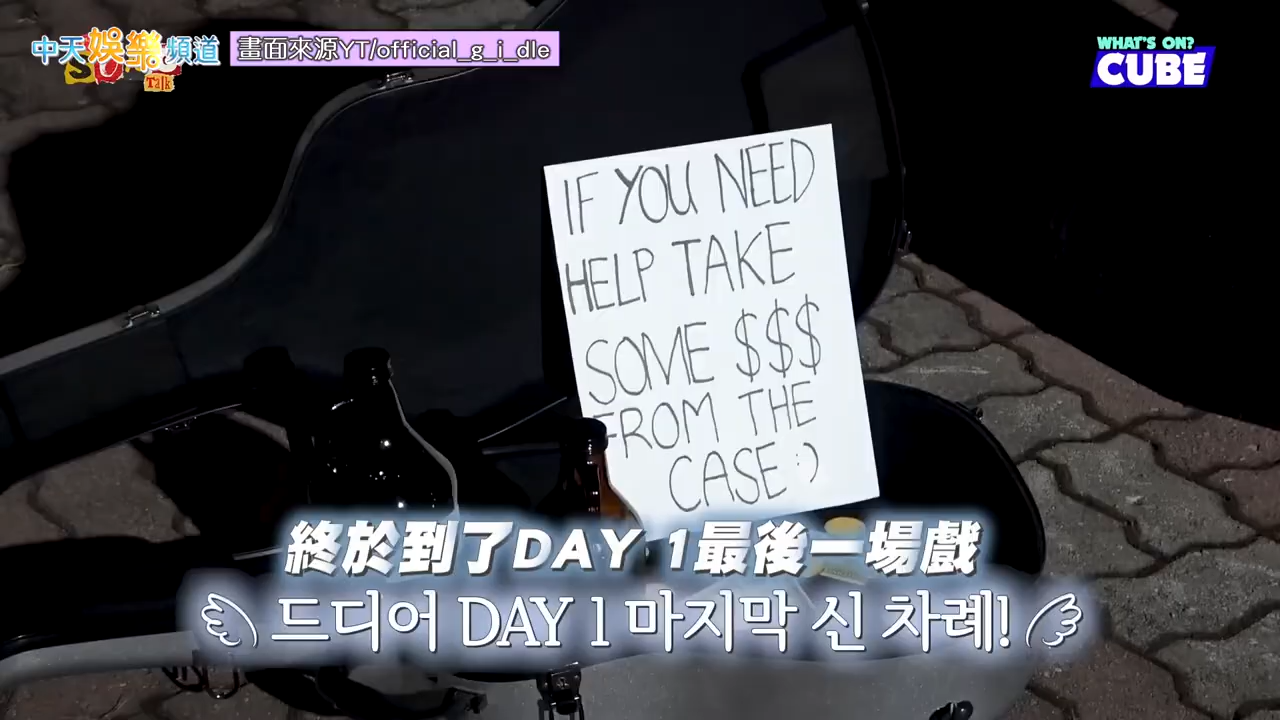 中天娛樂頻道
Talk
畫面來源YT/official_g_i_dle
WHAT'S ON?
CUBE
IF YOU NEED
HELP TAKE
SOME $$$
FROM THE
CASE :)
終於到了DAY 1最後一場戲
드디어 DAY 1 마지막 신 차례!